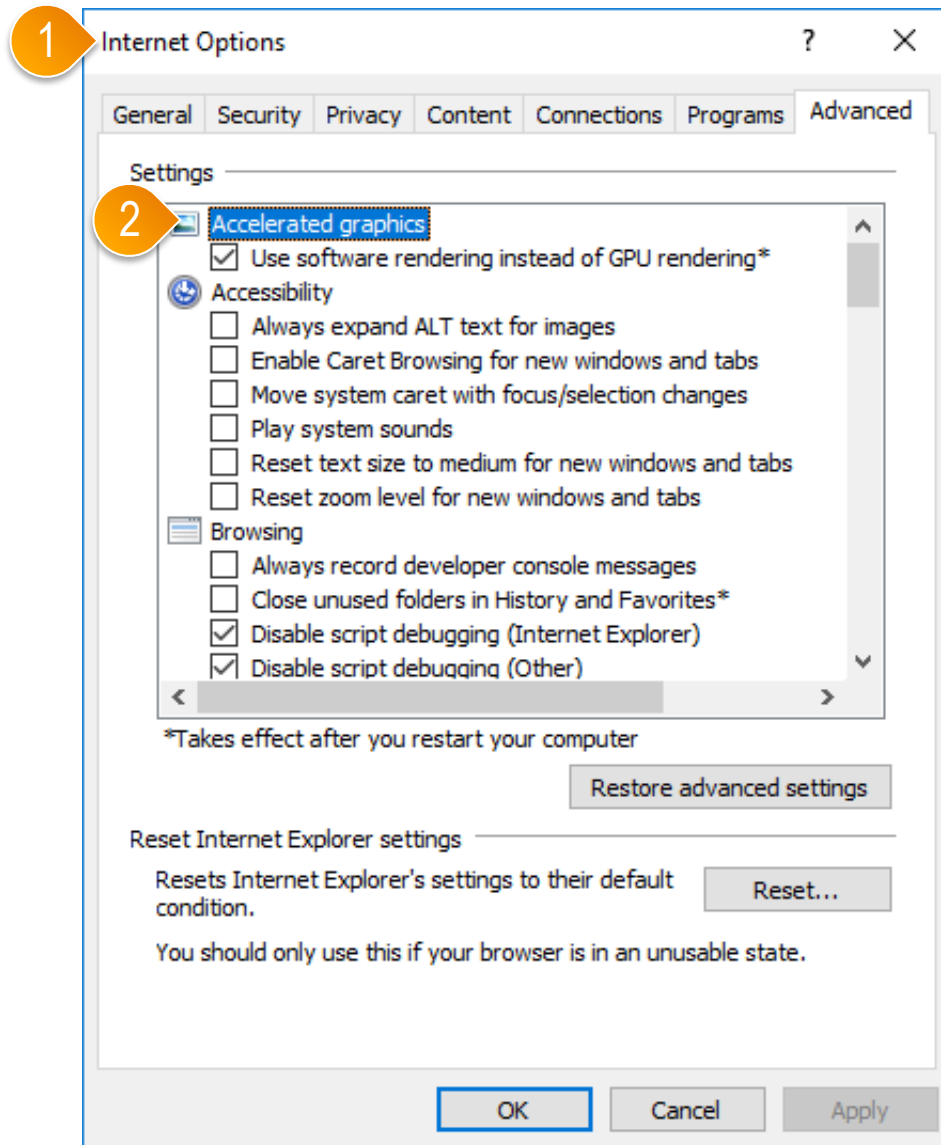 1
Internet Options
?
General Security Privacy Content Connections Programs Advanced
Settings
2
Accelerated graphics
Use software rendering instead of GPU rendering*
Accessibility
Always expand ALT text for images
Enable Caret Browsing for new windows and tabs
Move system caret with focus/selection changes
Play system sounds
Reset text size to medium for new windows and tabs
Reset zoom level for new windows and tabs
Browsing
Always record developer console messages
Close unused folders in History and Favorites*
Disable script debugging (Internet Explorer)
Disable script debugging (Other)
*Takes effect after you restart your computer
Restore advanced settings
Reset Internet Explorer settings
Resets Internet Explorer's settings to their default
condition.
Reset...
You should only use this if your browser is in an unusable state.
OK Cancel Apply